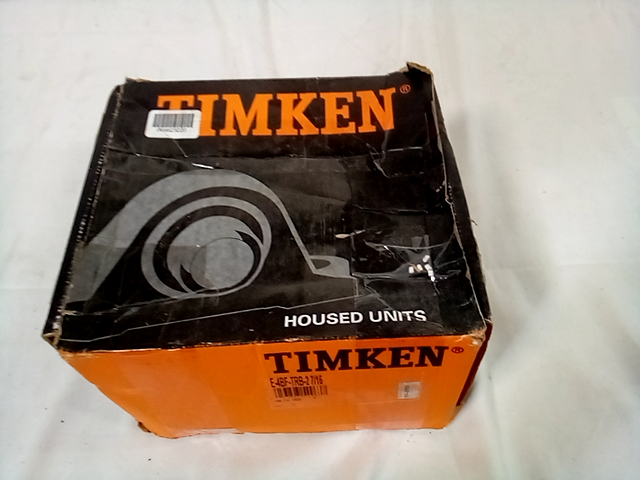 TIMKEN®
HOUSED UNITS
TIMKEN®
E-4BF-TRB-2 7/16